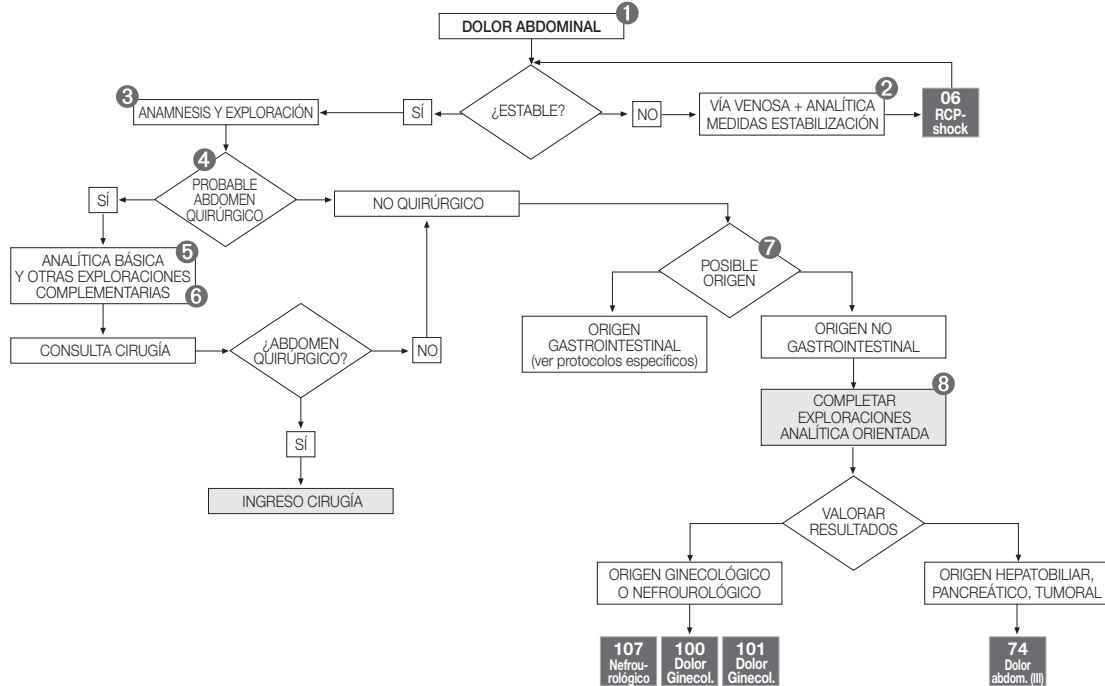 1
DOLOR ABDOMINAL
¿ESTABLE?
SÍ
NO
2
VÍA VENOSA + ANALÍTICA
MEDIDAS ESTABILIZACIÓN
06
RCP-
shock
3
ANAMNESIS Y EXPLORACIÓN
4
PROBABLE
ABDOMEN
QUIRÚRGICO
SÍ
NO QUIRÚRGICO
5
ANALÍTICA BÁSICA
Y OTRAS EXPLORACIONES
COMPLEMENTARIAS
6
CONSULTA CIRUGÍA
¿ABDOMEN
QUIRÚRGICO?
NO
SÍ
INGRESO CIRUGÍA
7
POSIBLE
ORIGEN
ORIGEN
GASTROINTESTINAL
(ver protocolos específicos)
ORIGEN NO
GASTROINTESTINAL
8
COMPLETAR
EXPLORACIONES
ANALÍTICA ORIENTADA
VALORAR
RESULTADOS
ORIGEN GINECOLÓGICO
O NEFROUROLÓGICO
ORIGEN HEPATOBILIAR,
PANCREÁTICO, TUMORAL
107
Nefrou-
rológico
100
Dolor
Ginecol.
101
Dolor
Ginecol.
74
Dolor
abdom. (III)